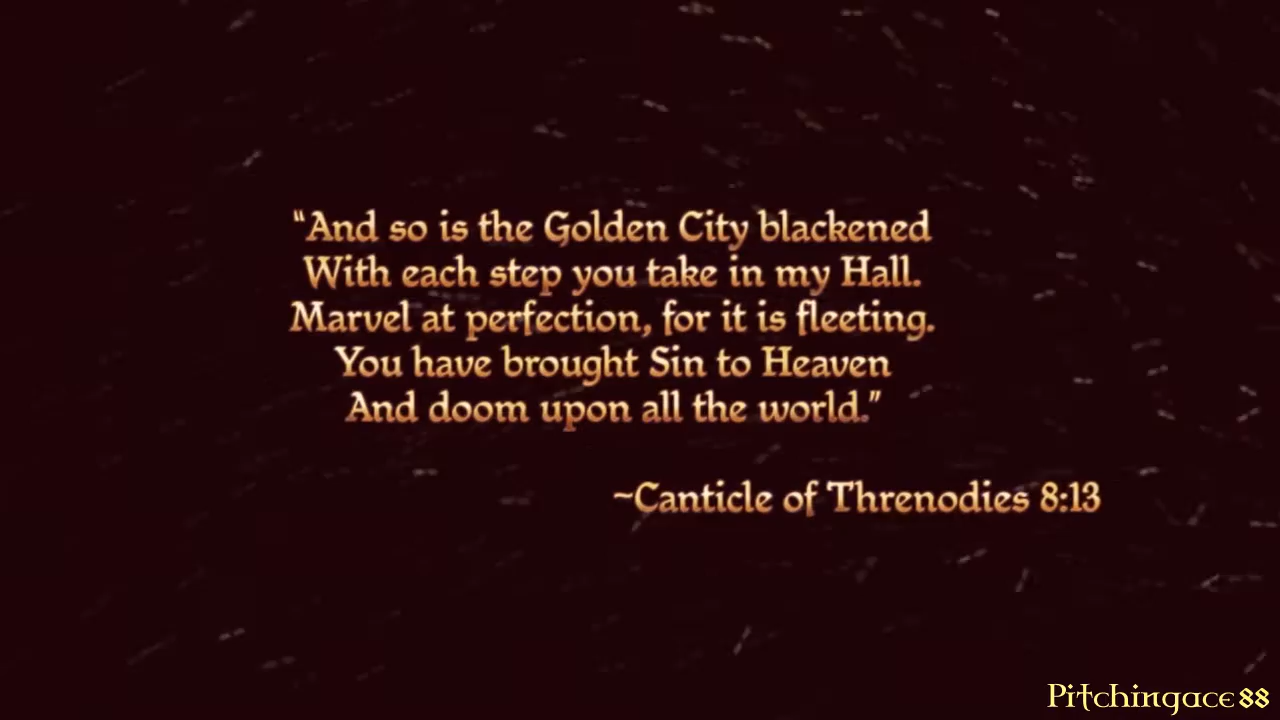 “And so is the Golden City blackened
With each step you take in my Hall.
Marvel at perfection, for it is fleeting.
You have brought Sin to Heaven
And doom upon all the world.”
~Canticle of Threnodies 8:13
Pitchingace88